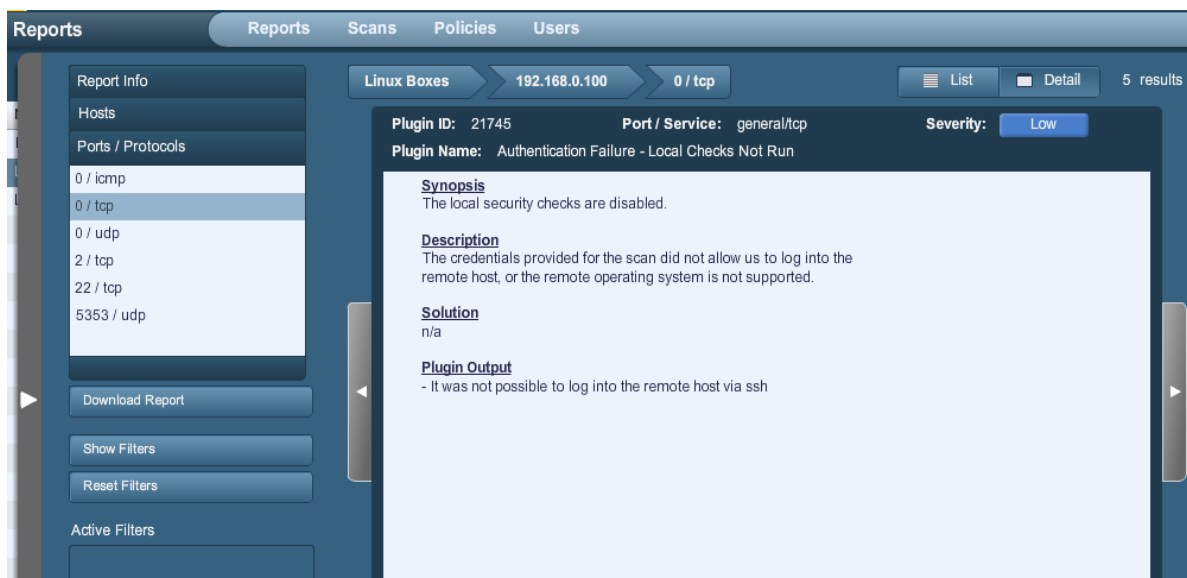 Reports
Reports Scans Policies Users
Report Info
Hosts
Ports / Protocols
0 / icmp
0 / tcp
0 / udp
2 / tcp
22 / tcp
5353 / udp
Download Report
Show Filters
Reset Filters
Active Filters
Linux Boxes 192.168.0.100 0 / tcp
List Detail 5 results
Plugin ID: 21745 Port / Service: general/tcp Severity: Low
Plugin Name: Authentication Failure - Local Checks Not Run
Synopsis
The local security checks are disabled.
Description
The credentials provided for the scan did not allow us to log into the
remote host, or the remote operating system is not supported.
Solution
n/a
Plugin Output
- It was not possible to log into the remote host via ssh